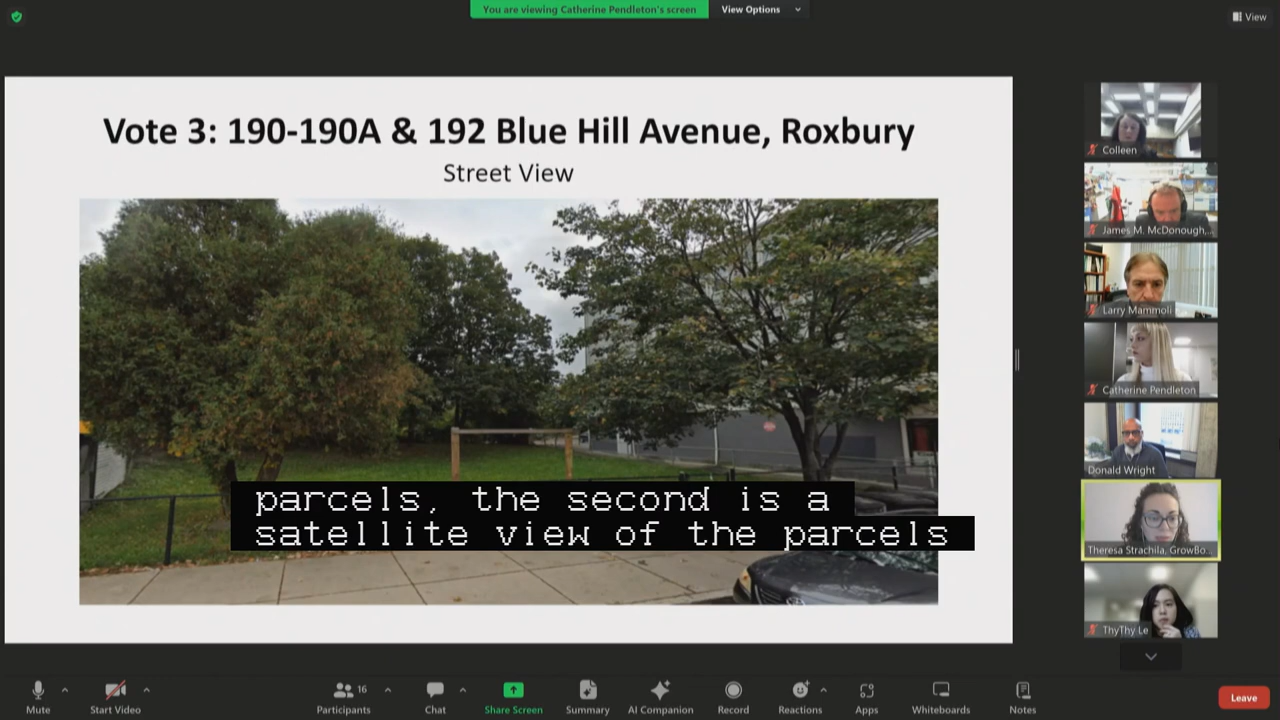 You are viewing Catherine Pendleton's screen
View Options
View
Vote 3: 190-190A & 192 Blue Hill Avenue, Roxbury
Street View
parcels, the second is a
satellite view of the parcels
Colleen
James M. McDonough,...
Larry Mammoli
Catherine Pendleton
Donald Wright
Theresa Strachila, GrowBo...
ThyThy Le
Mute
Start Video
16
Participants
Chat
Share Screen
Summary
AI Companion
Record
Reactions
Apps
Whiteboards
Notes
Leave